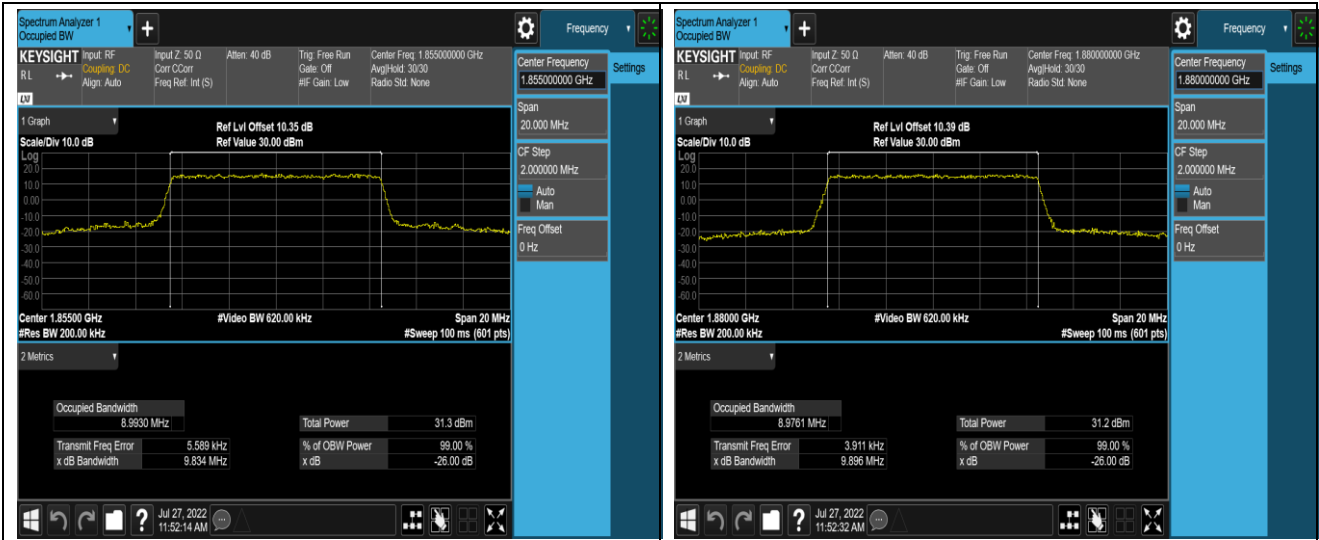 Spectrum Analyzer 1
Occupied BW
+
Frequency
KEYSIGHT Input: RF Input Z: 50 Ω Atten: 40 dB Trig: Free Run Center Freq: 1.855000000 GHz
Coupling: DC Corr CCorr Gate: Off Avg|Hold: 30/30
RL Align: Auto Freq Ref: Int (S) #IF Gain: Low Radio Std: None
LXI
Center Frequency
1.855000000 GHz
Settings
Span
20.000 MHz
CF Step
2.000000 MHz
Auto
Man
Freq Offset
0 Hz
1 Graph
Ref Lvl Offset 10.35 dB
Scale/Div 10.0 dB Ref Value 30.00 dBm
Log
20.0
10.0
0.00
-10.0
-20.0
-30.0
-40.0
-50.0
-60.0
Center 1.85500 GHz #Video BW 620.00 kHz Span 20 MHz
#Res BW 200.00 kHz #Sweep 100 ms (601 pts)
2 Metrics
Occupied Bandwidth
8.9930 MHz Total Power 31.3 dBm
Transmit Freq Error 5.589 kHz % of OBW Power 99.00 %
x dB Bandwidth 9.834 MHz x dB -26.00 dB
? Jul 27, 2022
11:52:14 AM
Spectrum Analyzer 1
Occupied BW
+
Frequency
KEYSIGHT Input: RF Input Z: 50 Ω Atten: 40 dB Trig: Free Run Center Freq: 1.880000000 GHz
Coupling: DC Corr CCorr Gate: Off Avg|Hold: 30/30
RL Align: Auto Freq Ref: Int (S) #IF Gain: Low Radio Std: None
LXI
Center Frequency
1.880000000 GHz
Settings
Span
20.000 MHz
CF Step
2.000000 MHz
Auto
Man
Freq Offset
0 Hz
1 Graph
Ref Lvl Offset 10.39 dB
Scale/Div 10.0 dB Ref Value 30.00 dBm
Log
20.0
10.0
0.00
-10.0
-20.0
-30.0
-40.0
-50.0
-60.0
Center 1.88000 GHz #Video BW 620.00 kHz Span 20 MHz
#Res BW 200.00 kHz #Sweep 100 ms (601 pts)
2 Metrics
Occupied Bandwidth
8.9761 MHz Total Power 31.2 dBm
Transmit Freq Error 3.911 kHz % of OBW Power 99.00 %
x dB Bandwidth 9.896 MHz x dB -26.00 dB
? Jul 27, 2022
11:52:32 AM